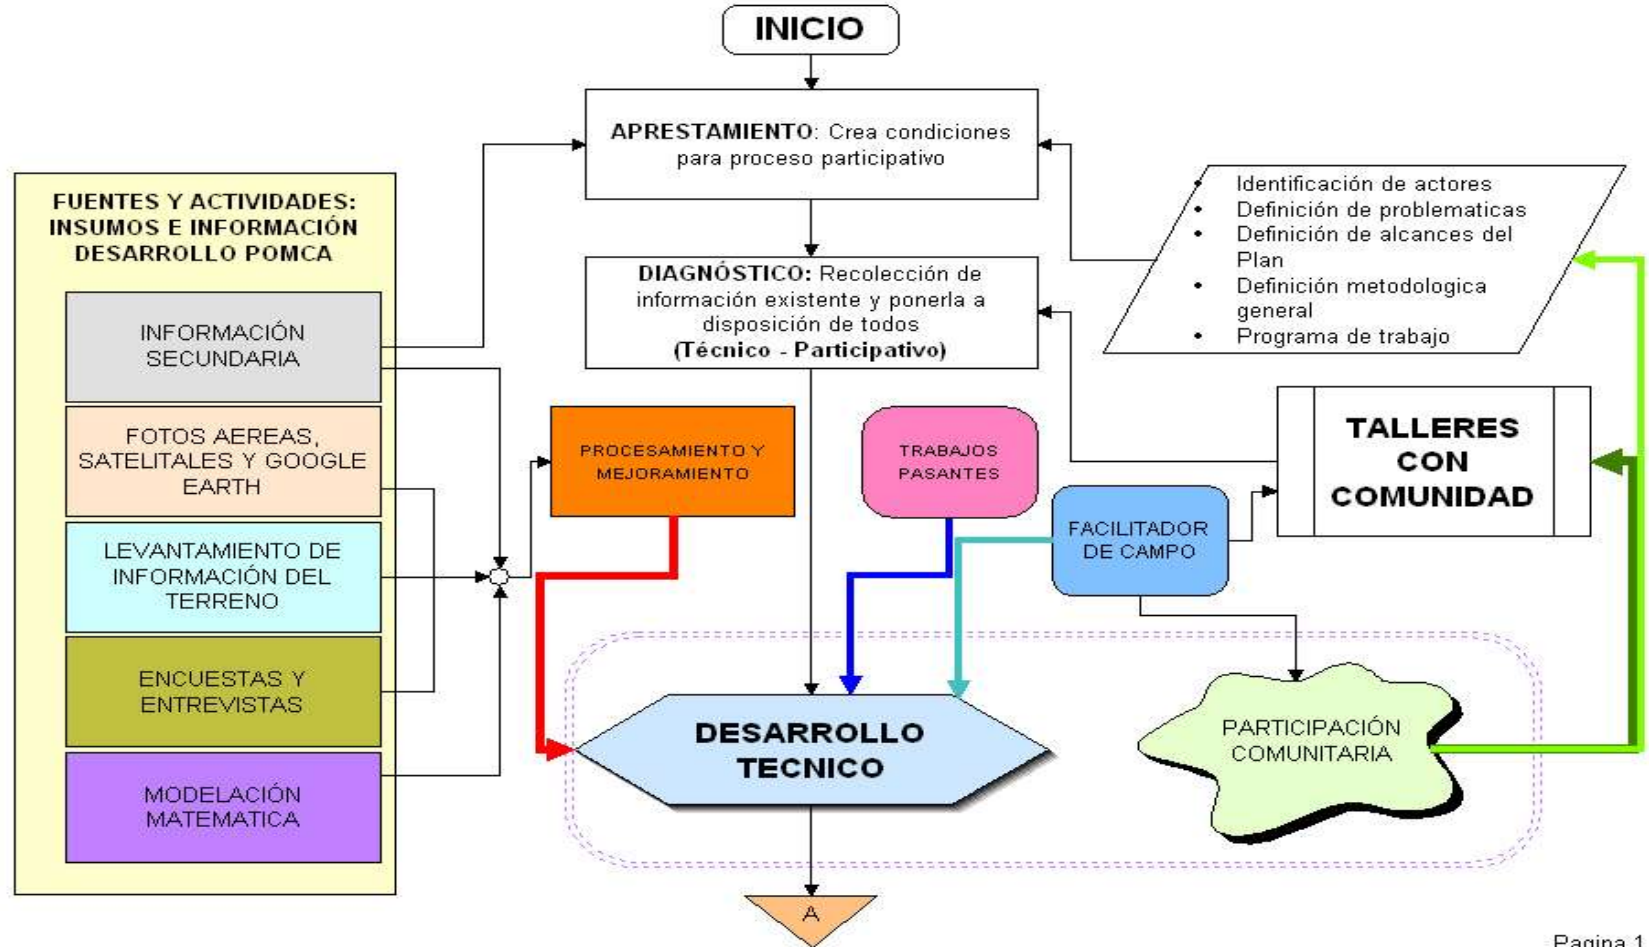 INICIO
APRESTAMIENTO: Crea condiciones
para proceso participativo
FUENTES Y ACTIVIDADES:
INSUMOS E INFORMACIÓN
DESARROLLO POMCA
INFORMACIÓN
SECUNDARIA
FOTOS AEREAS,
SATELITALES Y GOOGLE
EARTH
LEVANTAMIENTO DE
INFORMACIÓN DEL
TERRENO
ENCUESTAS Y
ENTREVISTAS
MODELACIÓN
MATEMATICA
• Identificación de actores
• Definición de problematicas
• Definición de alcances del
Plan
• Definición metodologica
general
• Programa de trabajo
DIAGNÓSTICO: Recolección de
información existente y ponerla a
disposición de todos
(Técnico - Participativo)
PROCESAMIENTO Y
MEJORAMIENTO
TRABAJOS
PASANTES
FACILITADOR
DE CAMPO
TALLERES
CON
COMUNIDAD
DESARROLLO
TECNICO
PARTICIPACIÓN
COMUNITARIA
A
Pagina 1